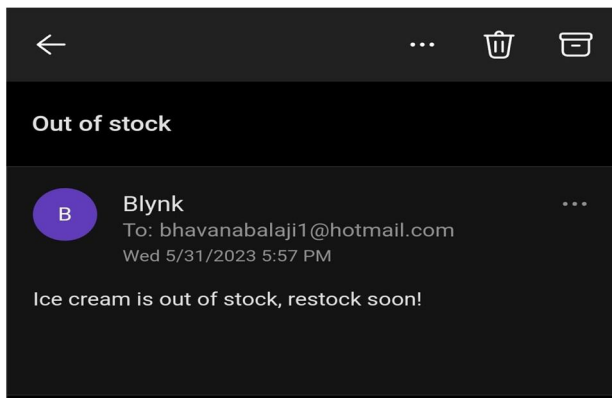 Out of stock
B
Blynk
To: bhavanabalaji1@hotmail.com
Wed 5/31/2023 5:57 PM
Ice cream is out of stock, restock soon!